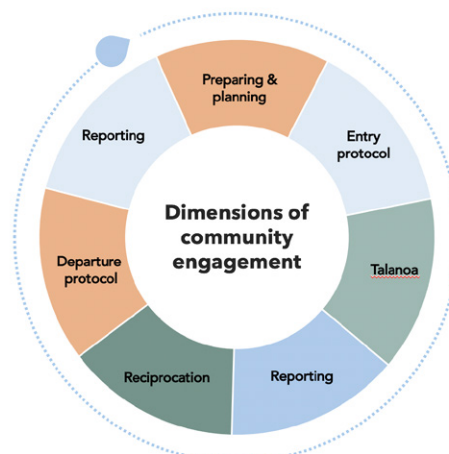 Preparing &
planning
Entry
protocol
Talanoa
Reporting
Reciprocation
Departure
protocol
Reporting
Dimensions of
community
engagement